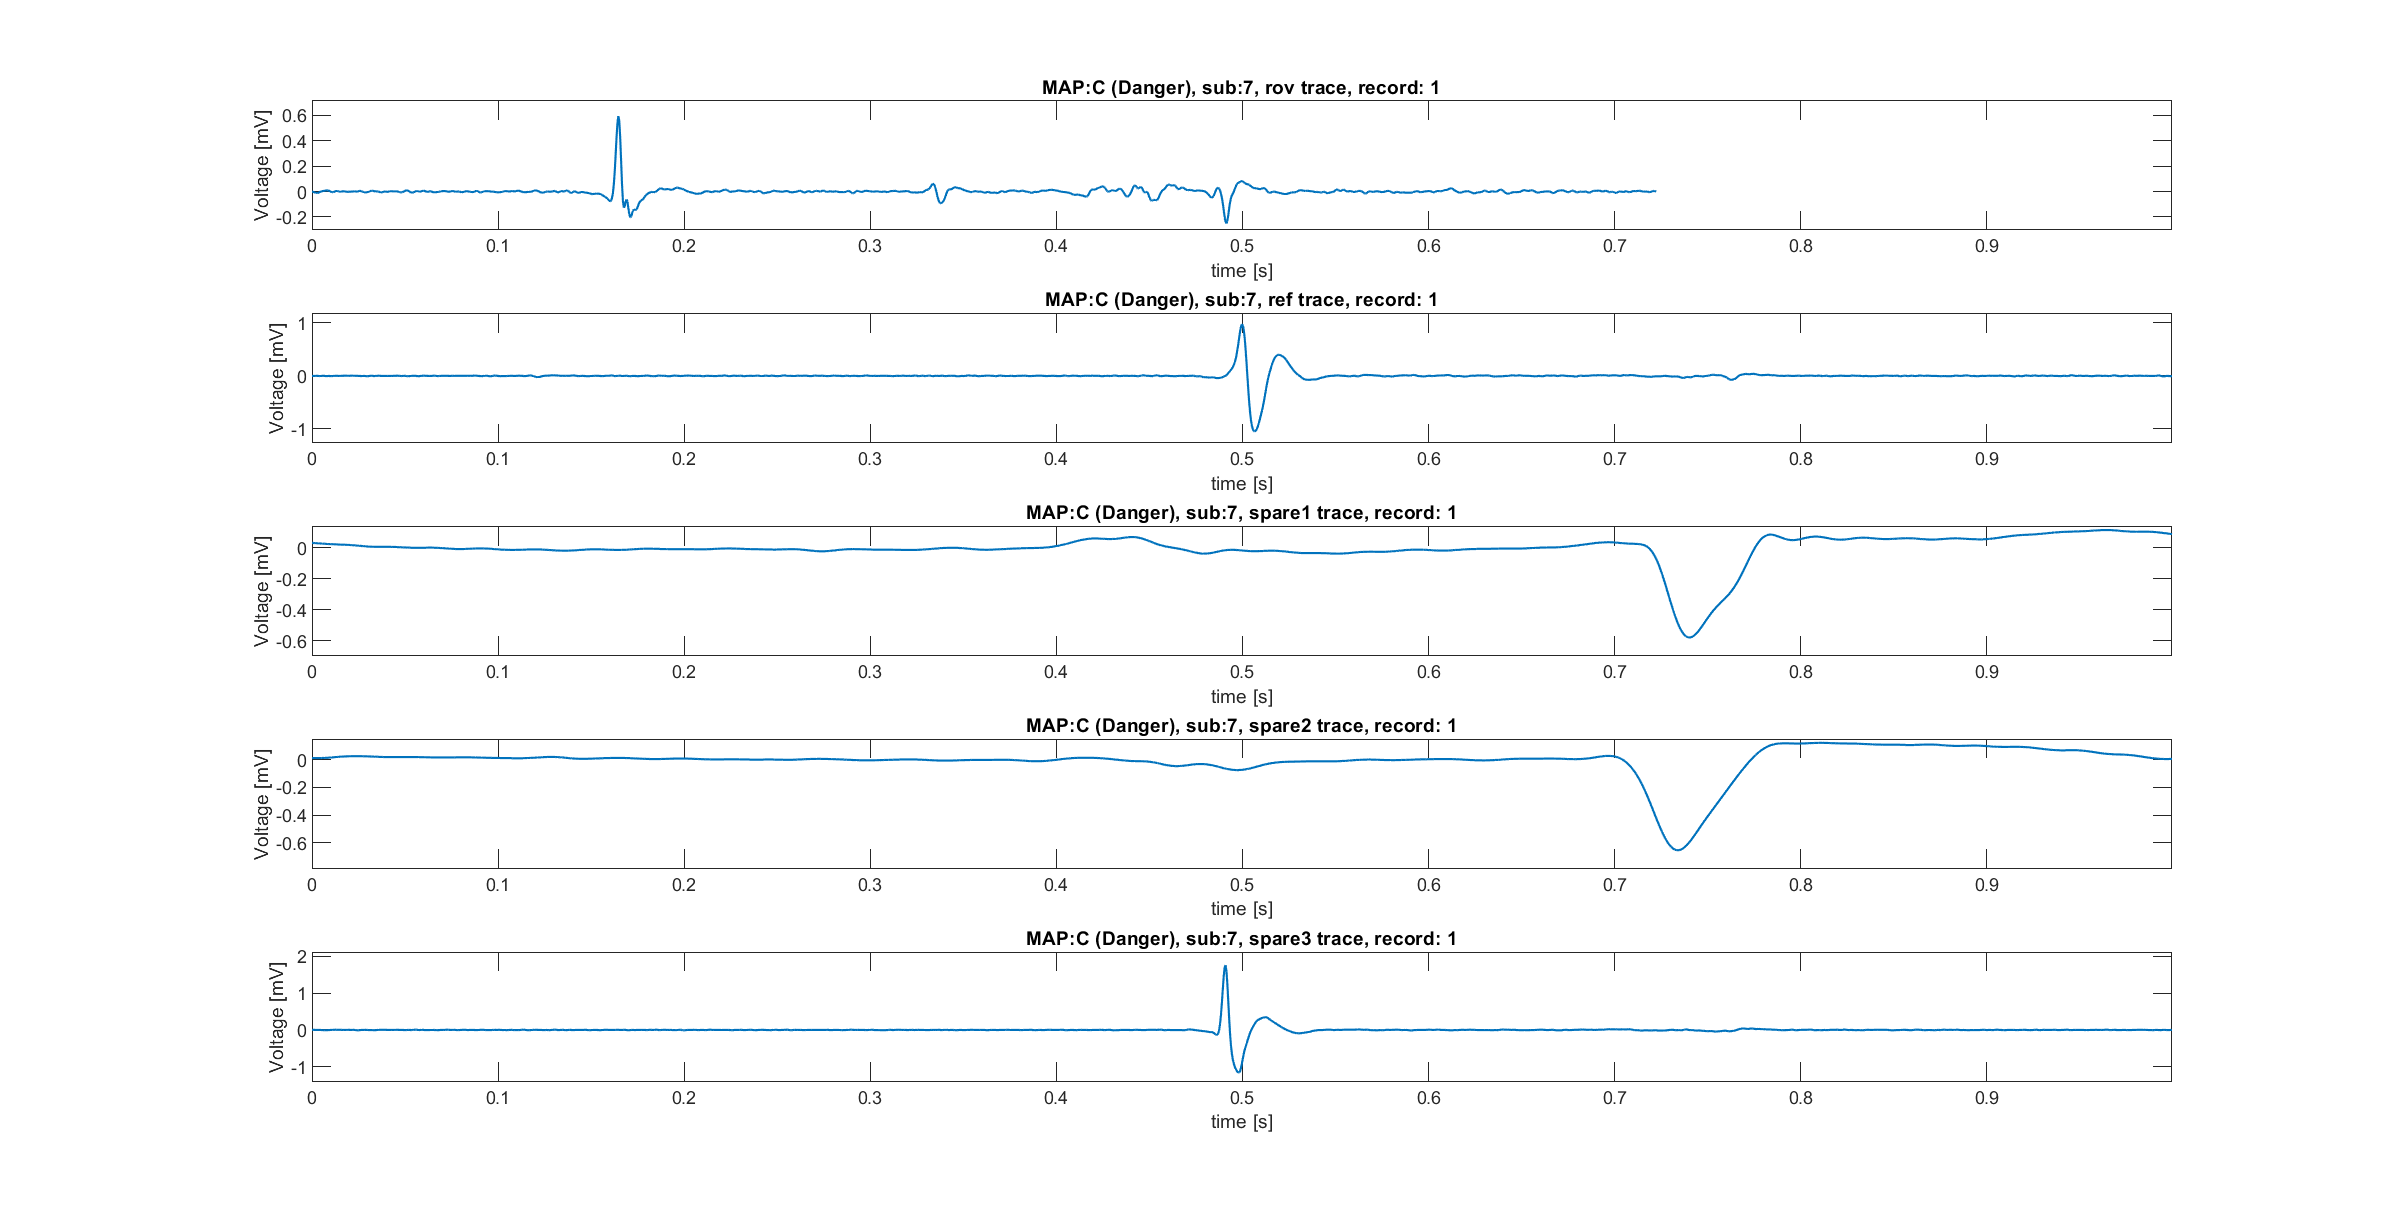 MAP:C (Danger), sub:7, rov trace, record: 1
Voltage [mV]
0.6
0.4
0.2
0
-0.2
0 0.1 0.2 0.3 0.4 0.5 0.6 0.7 0.8 0.9
time [s]
MAP:C (Danger), sub:7, ref trace, record: 1
Voltage [mV]
1
0
-1
0 0.1 0.2 0.3 0.4 0.5 0.6 0.7 0.8 0.9
time [s]
MAP:C (Danger), sub:7, spare1 trace, record: 1
Voltage [mV]
0
-0.2
-0.4
-0.6
0 0.1 0.2 0.3 0.4 0.5 0.6 0.7 0.8 0.9
time [s]
MAP:C (Danger), sub:7, spare2 trace, record: 1
Voltage [mV]
0
-0.2
-0.4
-0.6
0 0.1 0.2 0.3 0.4 0.5 0.6 0.7 0.8 0.9
time [s]
MAP:C (Danger), sub:7, spare3 trace, record: 1
Voltage [mV]
2
1
0
-1
0 0.1 0.2 0.3 0.4 0.5 0.6 0.7 0.8 0.9
time [s]